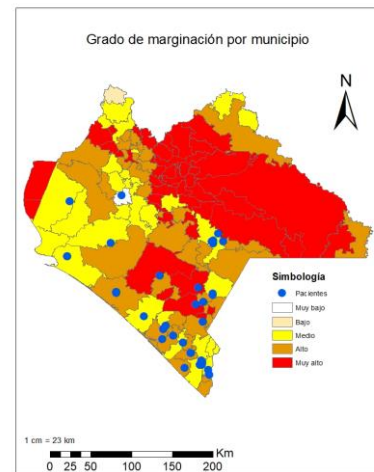 Grado de marginación por municipio
N
Simbología
Pacientes
Muy bajo
Bajo
Medio
Alto
Muy alto
1 cm = 23 km
Km
0 25 50 100 150 200